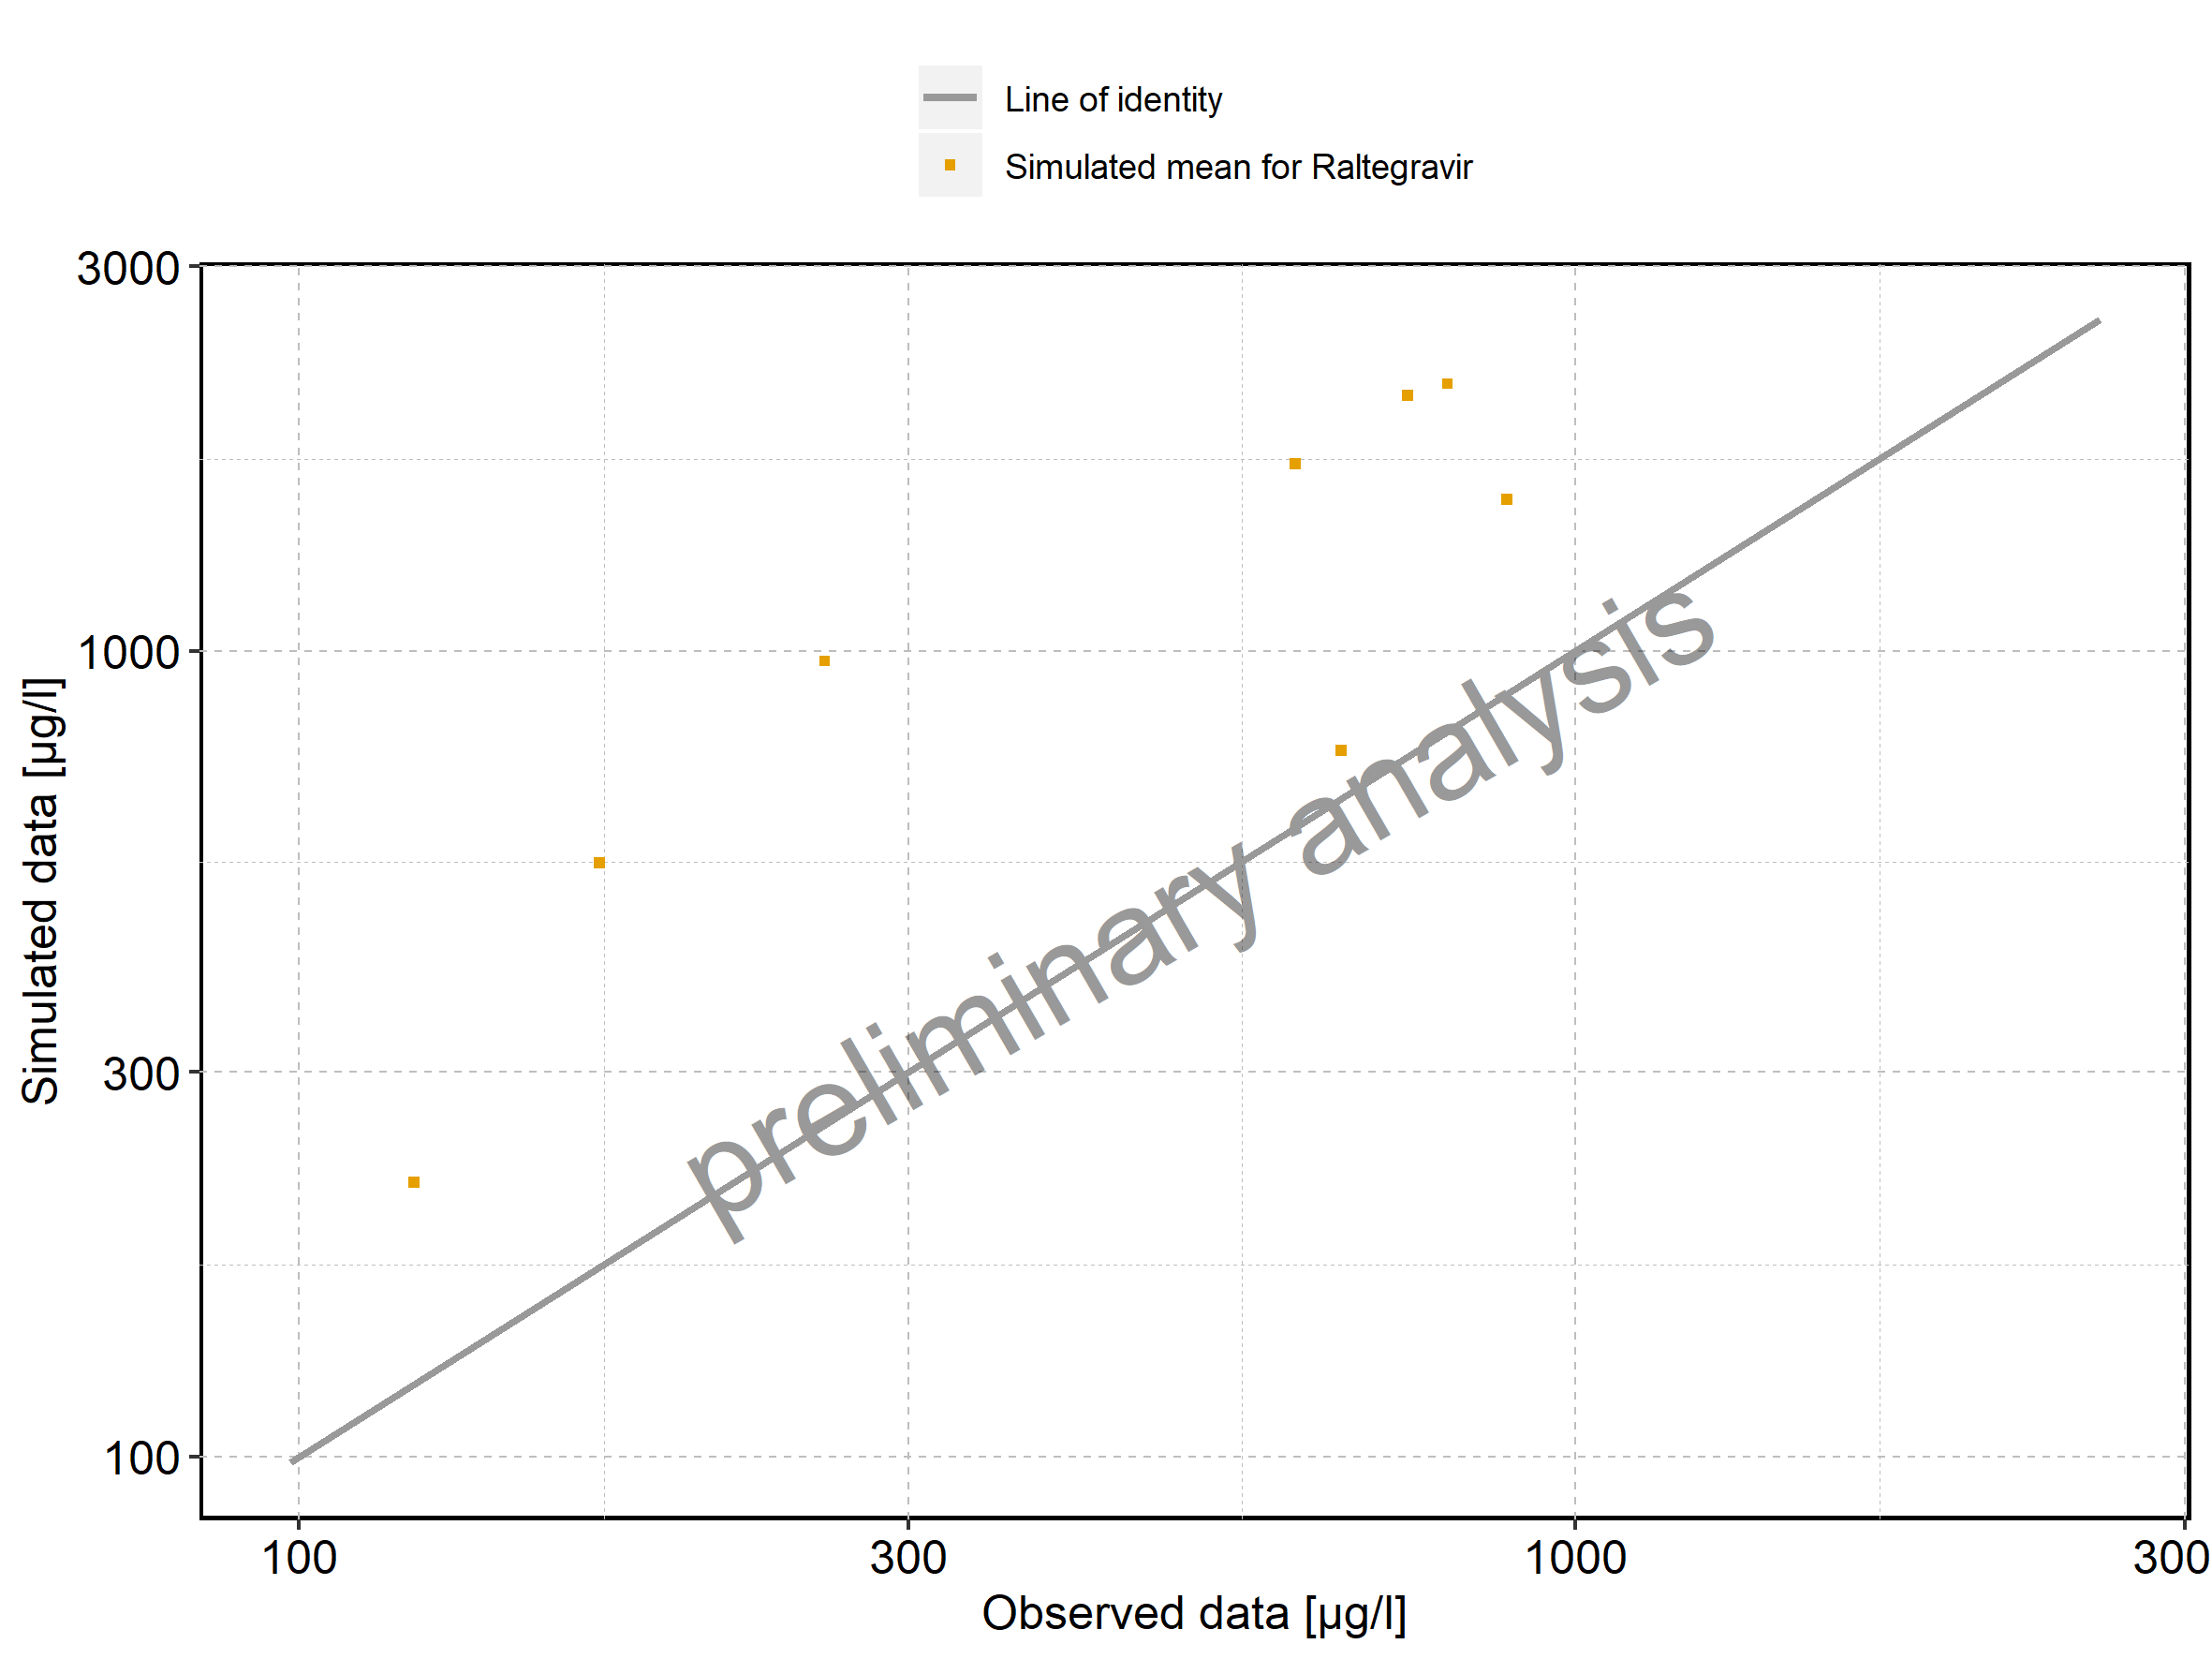 Line of identity
Simulated mean for Raltegravir
3000
1000
300
100
Simulated data [µg/l]
preliminary analysis
100
300
1000
300
Observed data [µg/l]